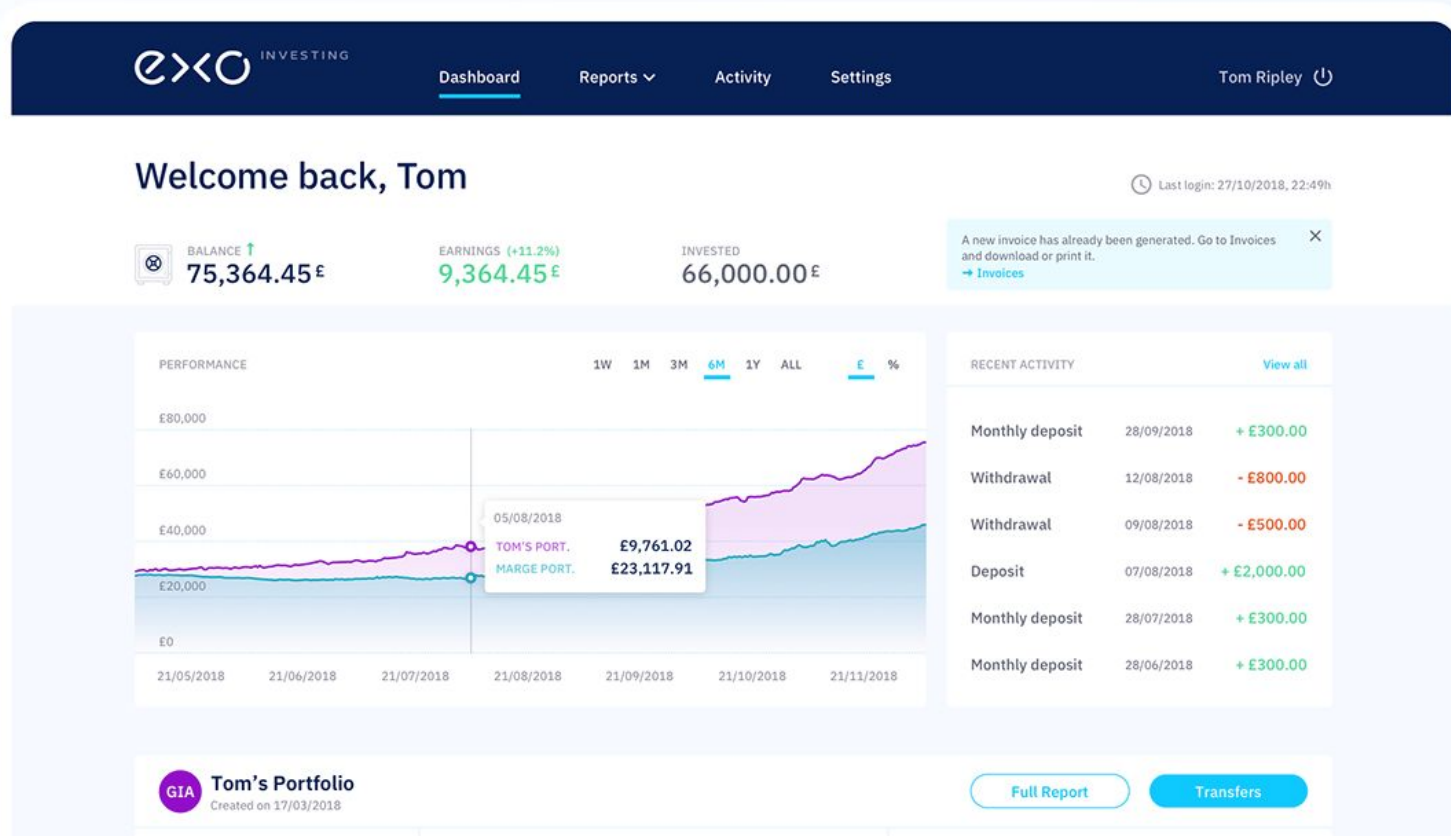 exo INVESTING
Dashboard Reports Activity Settings Tom Ripley
Welcome back, Tom
Last login: 27/10/2018, 22:49h
BALANCE ↑
75,364.45 £
EARNINGS (+11.2%)
9,364.45 £
INVESTED
66,000.00 £
A new invoice has already been generated. Go to Invoices
and download or print it.
→ Invoices
PERFORMANCE 1W 1M 3M 6M 1Y ALL £ %
£80,000
£60,000
£40,000
£20,000
£0
05/08/2018
TOM'S PORT. £9,761.02
MARGE PORT. £23,117.91
21/05/2018 21/06/2018 21/07/2018 21/08/2018 21/09/2018 21/10/2018 21/11/2018
RECENT ACTIVITY View all
Monthly deposit 28/09/2018 + £300.00
Withdrawal 12/08/2018 - £800.00
Withdrawal 09/08/2018 - £500.00
Deposit 07/08/2018 + £2,000.00
Monthly deposit 28/07/2018 + £300.00
Monthly deposit 28/06/2018 + £300.00
GIA Tom's Portfolio
Created on 17/03/2018
Full Report Transfers